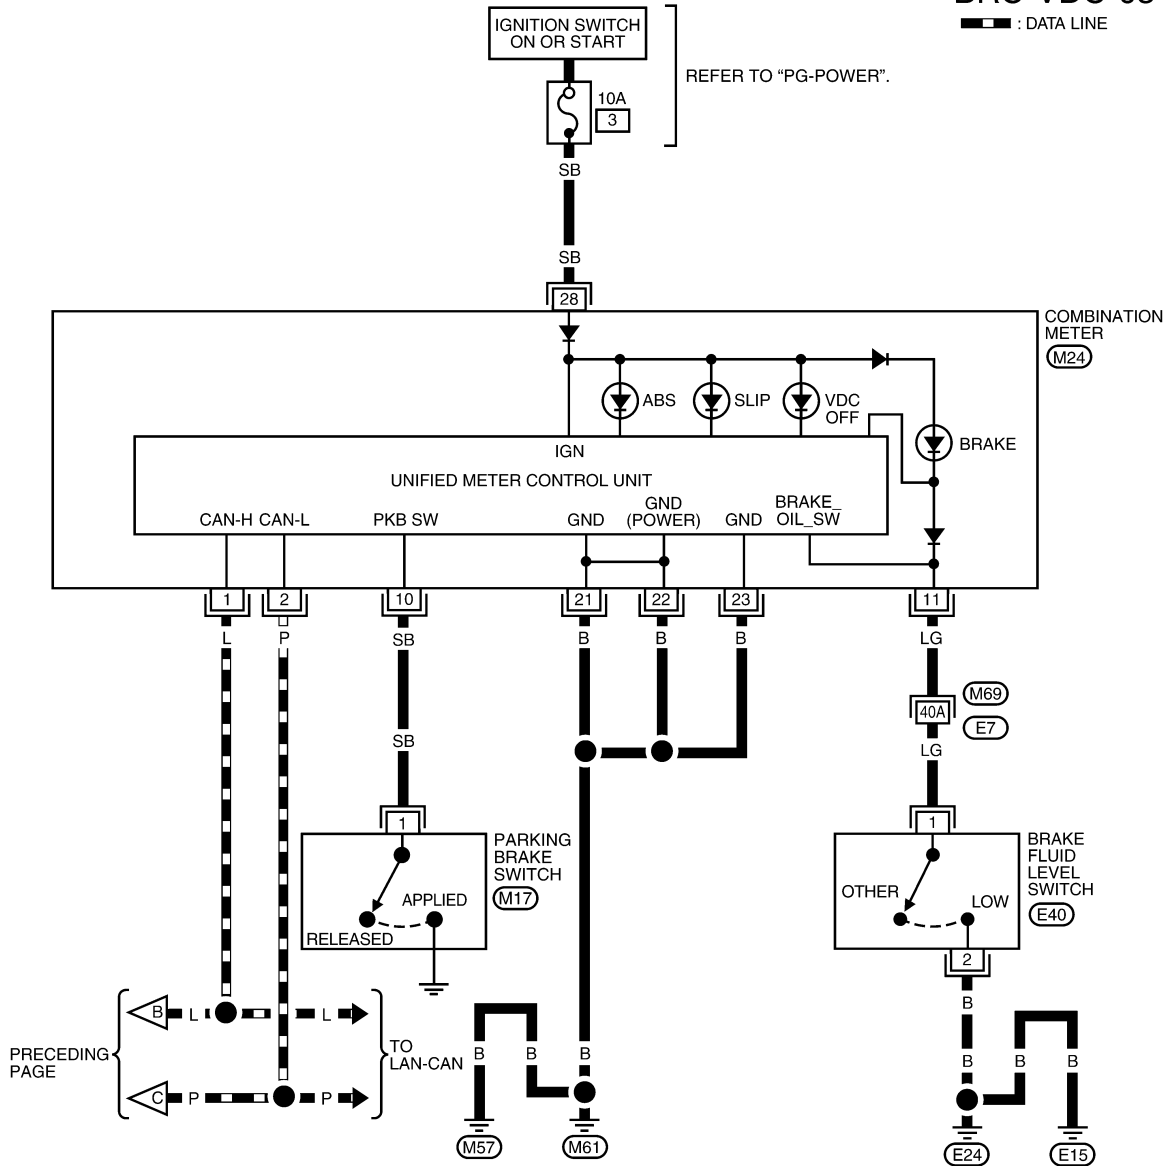 : DATA LINE
IGNITION SWITCH
ON OR START
REFER TO “PG-POWER”.
10A
3
SB
SB
28
COMBINATION
METER
M24
ABS
SLIP
VDC
OFF
BRAKE
IGN
UNIFIED METER CONTROL UNIT
CAN-H CAN-L
PKB SW
GND
GND
(POWER)
GND
BRAKE_
OIL_SW
1
2
10
21
22
23
11
L
P
SB
B
B
B
LG
M69
40A
E7
SB
LG
1
PARKING
BRAKE
SWITCH
M17
APPLIED
RELEASED
1
BRAKE
FLUID
LEVEL
SWITCH
E40
OTHER
LOW
2
B
B
L
L
PRECEDING
PAGE
TO
LAN-CAN
C
P
P
B
B
B
B
B
B
M57
M61
E24
E15